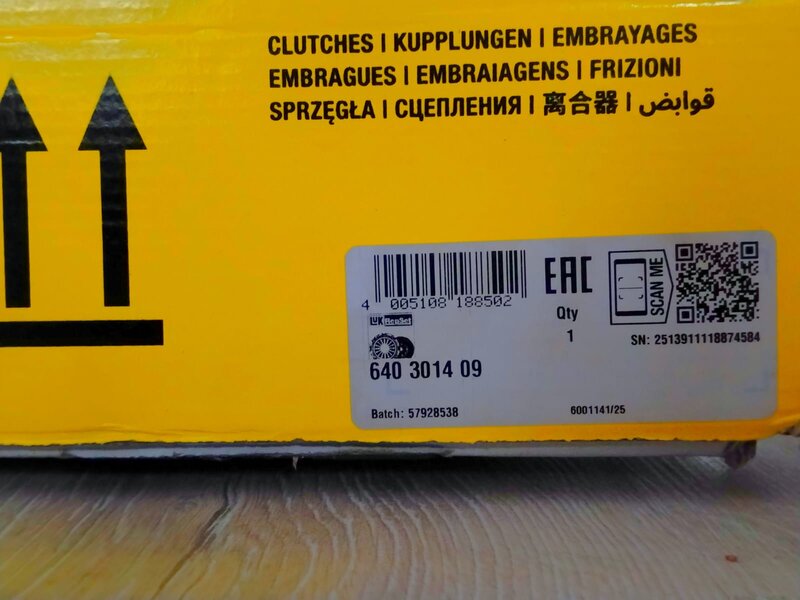 CLUTCHES | KUPPLUNGEN | EMBRAYAGES
EMBRAGUES | EMBRAIAGENS | FRIZIONI
SPRZĘGŁA | СЦЕПЛЕНИЯ | 离合器 | قوابض
4 005108 188502
EAC
SCAN ME
Qty
1
LUK RepSet
SN: 2513911118874584
640 3014 09
Batch: 57928538
6001141/25